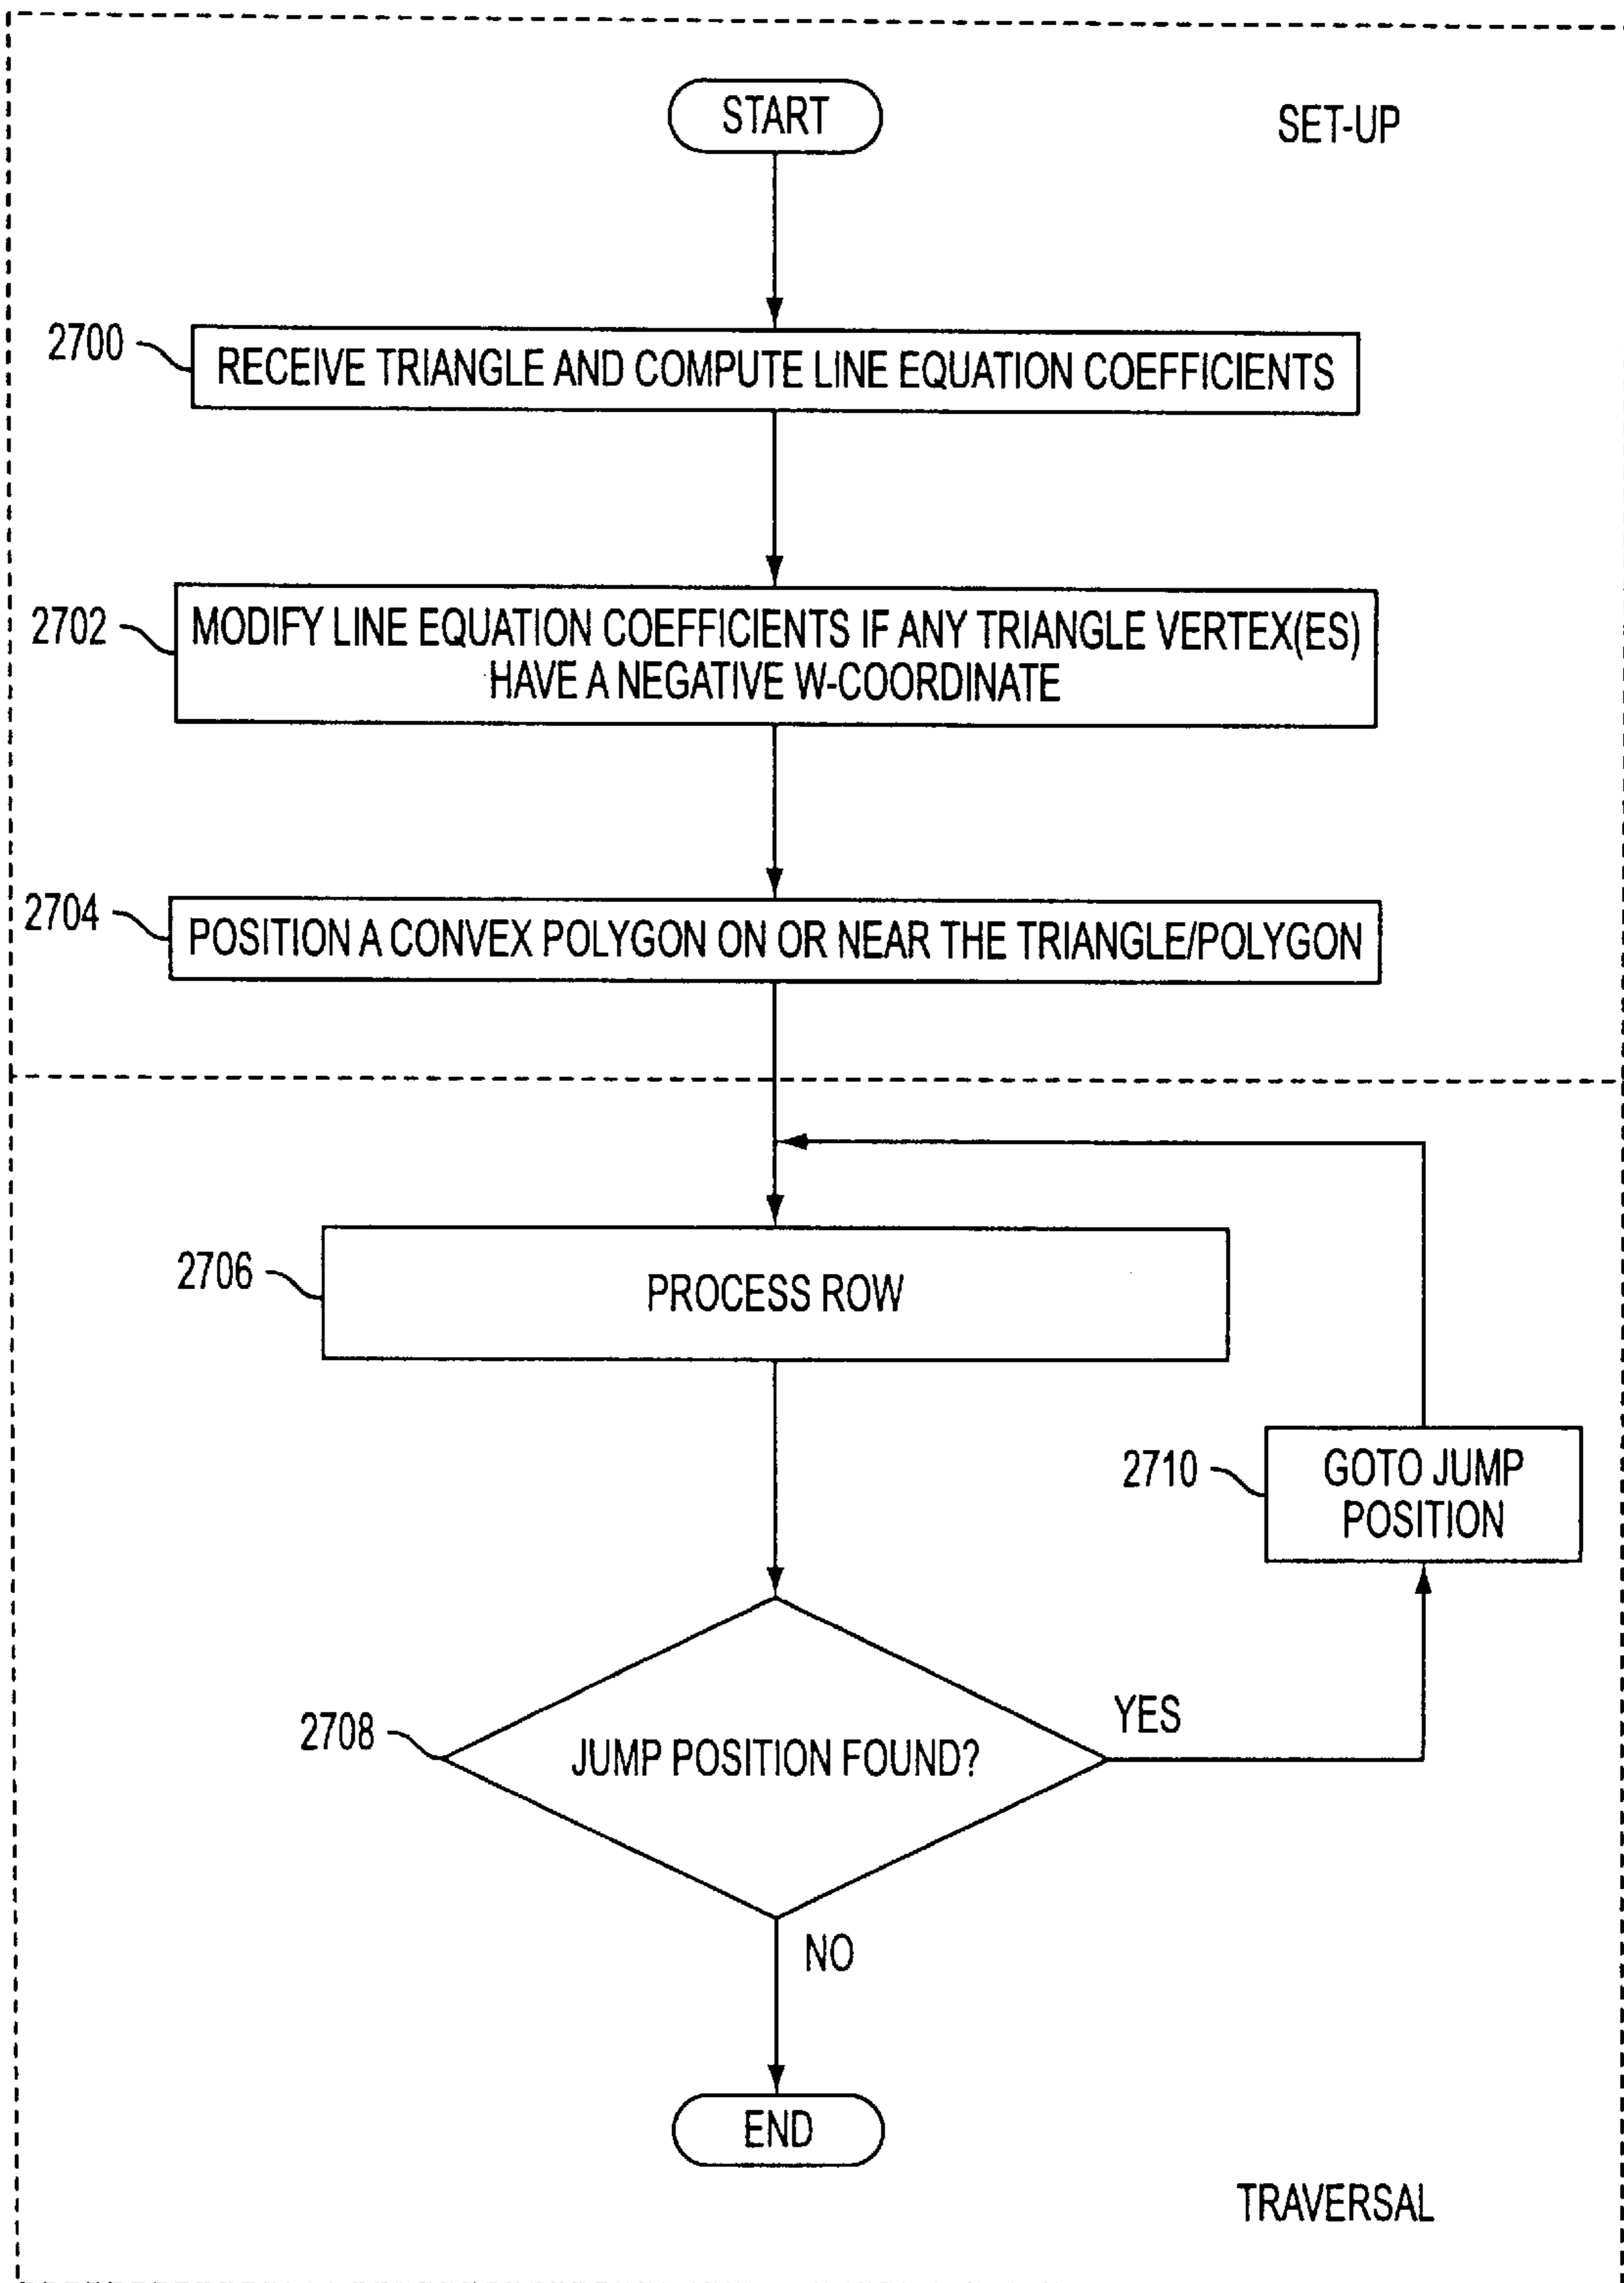 START
SET-UP
2700
RECEIVE TRIANGLE AND COMPUTE LINE EQUATION COEFFICIENTS
2702
MODIFY LINE EQUATION COEFFICIENTS IF ANY TRIANGLE VERTEX(ES)
HAVE A NEGATIVE W-COORDINATE
2704
POSITION A CONVEX POLYGON ON OR NEAR THE TRIANGLE/POLYGON
2706
PROCESS ROW
2710
GOTO JUMP
POSITION
2708
JUMP POSITION FOUND?
YES
NO
END
TRAVERSAL